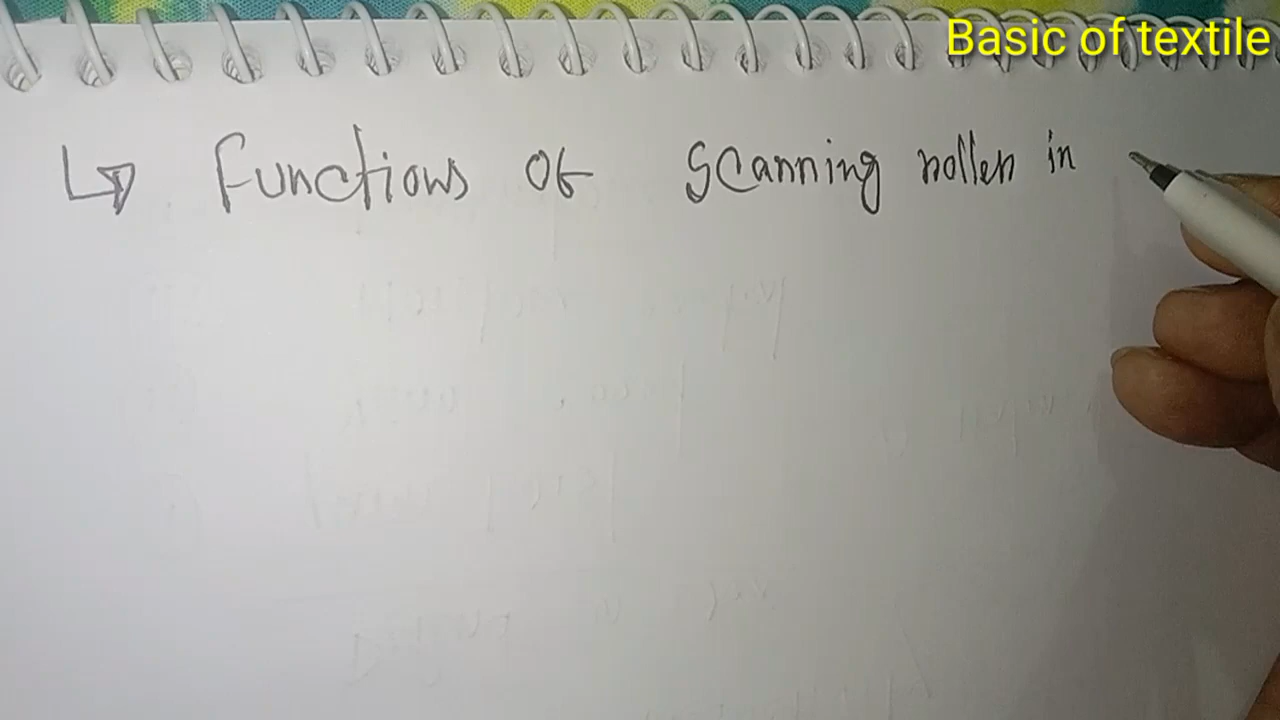 Basic of textile
Functions of Scanning roller in